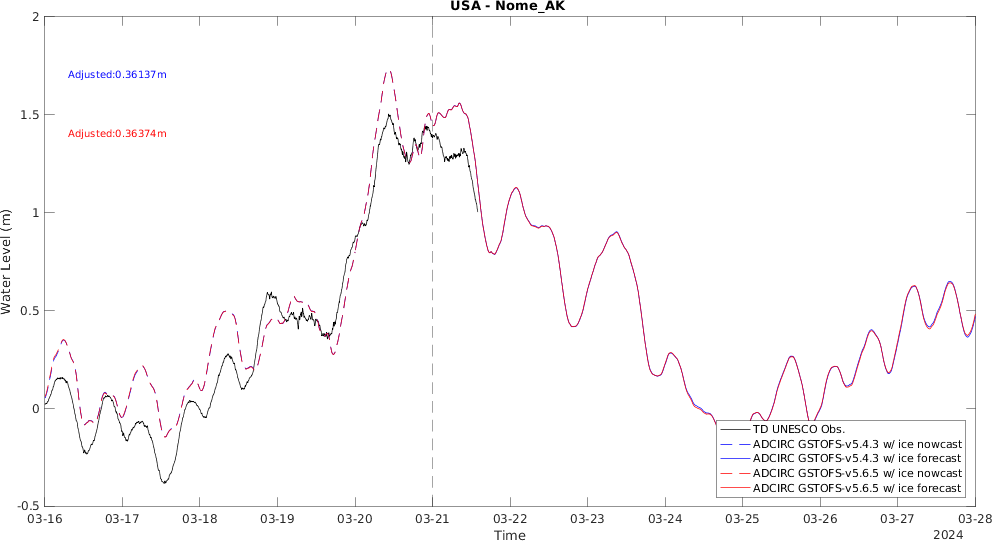 USA - Nome_AK
2
1.5
1
0.5
0
-0.5
Water Level (m)
Adjusted:0.36137m
Adjusted:0.36374m
TD UNESCO Obs.
ADCIRC GSTOFS-v5.4.3 w/ ice nowcast
ADCIRC GSTOFS-v5.4.3 w/ ice forecast
ADCIRC GSTOFS-v5.6.5 w/ ice nowcast
ADCIRC GSTOFS-v5.6.5 w/ ice forecast
03-16 03-17 03-18 03-19 03-20 03-21 03-22 03-23 03-24 03-25 03-26 03-27 03-28
Time
2024